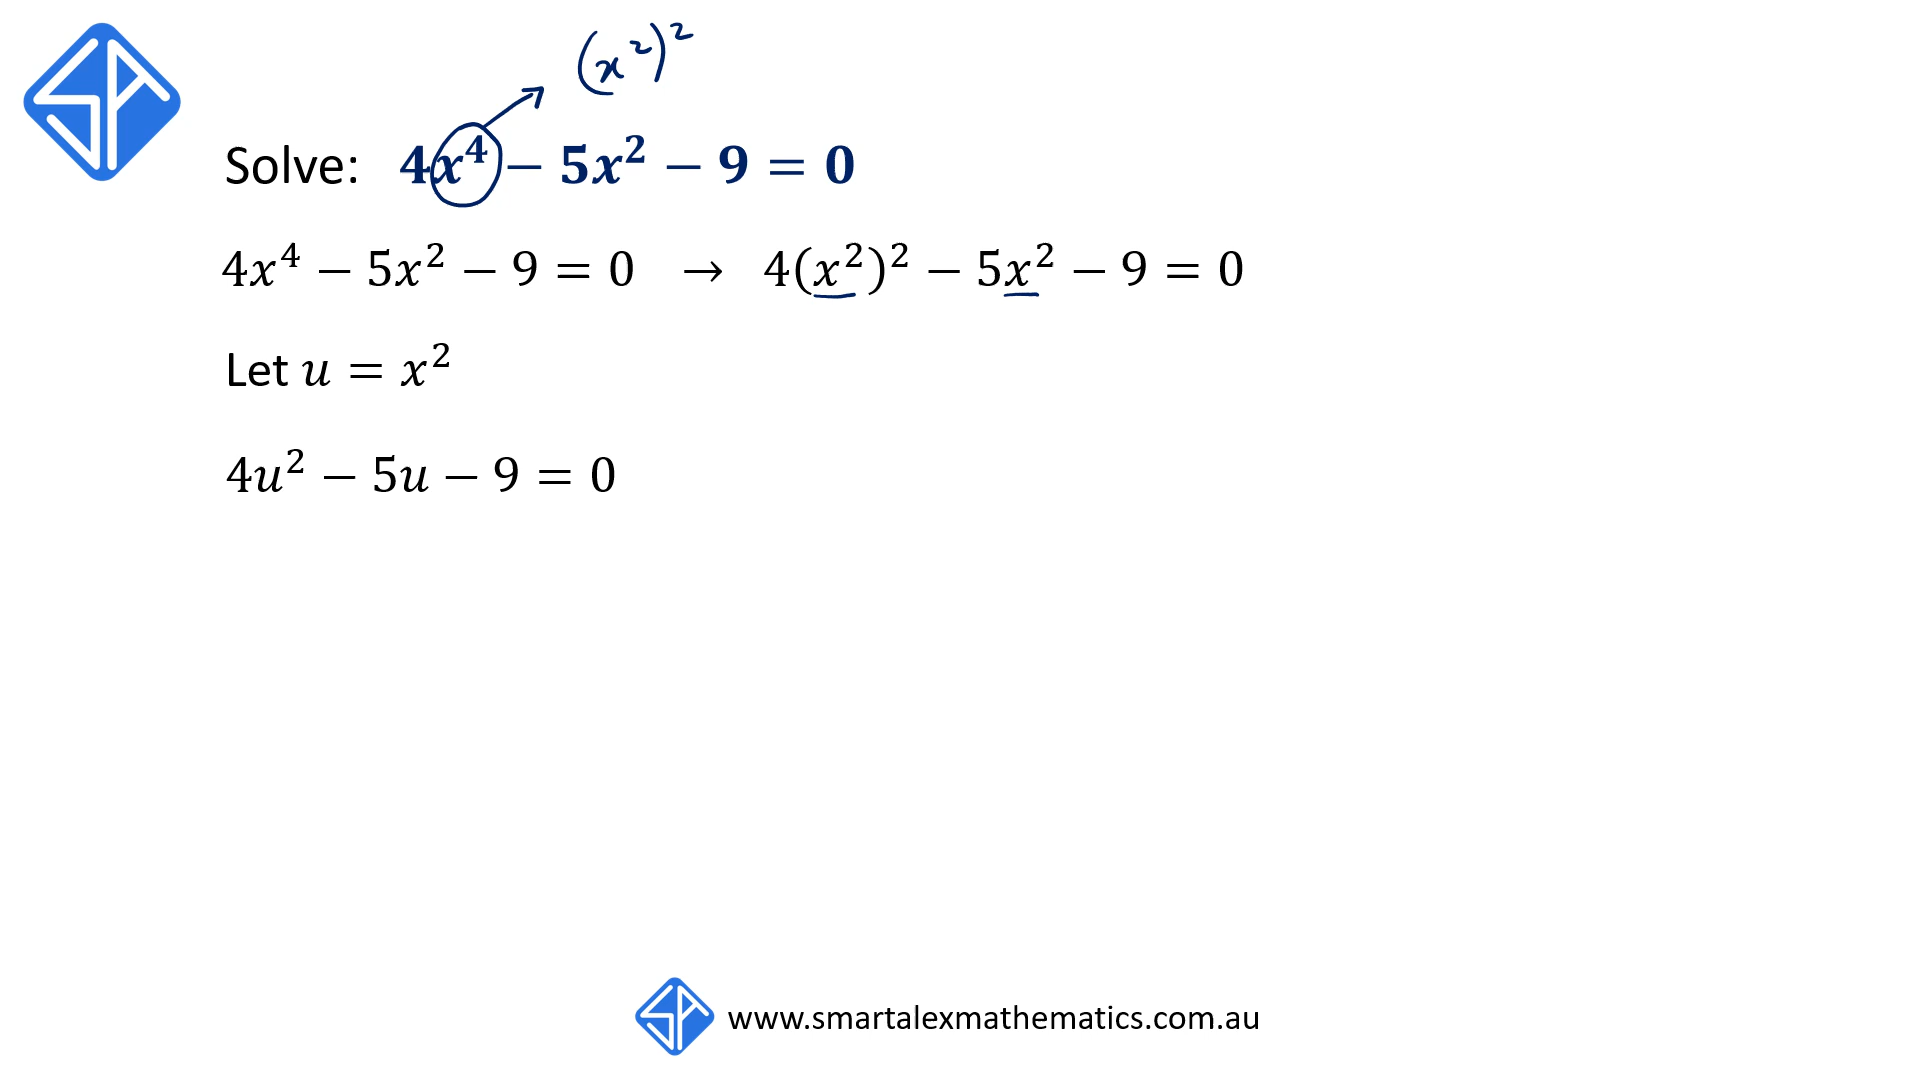 (x²)²
Solve: 4x⁴ − 5x² − 9 = 0
4x⁴ − 5x² − 9 = 0 → 4(x²)² − 5x² − 9 = 0
Let u = x²
4u² − 5u − 9 = 0
www.smartalexmathematics.com.au